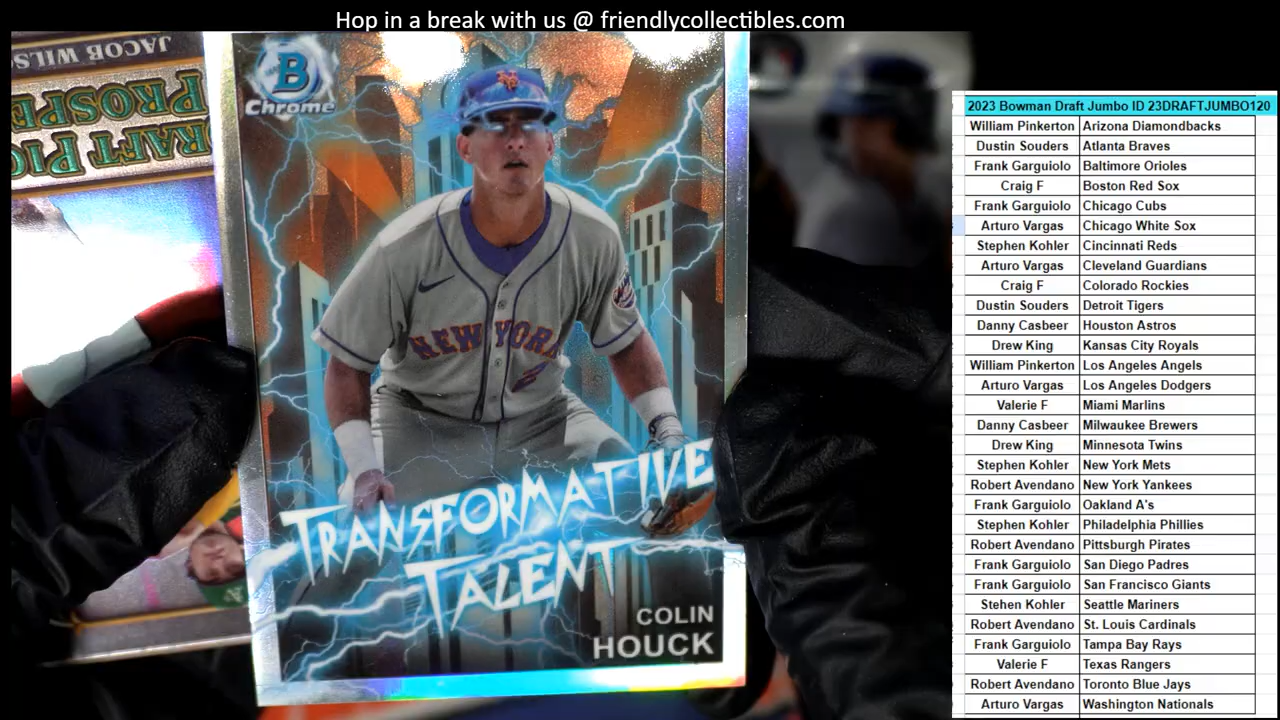 Hop in a break with us @ friendlycollectibles.com
JACOB WILS
DRAFT PIC
PROSPE
B
Chrome
NEW YORK
2
TRANSFORMATIVE
TALENT
COLIN
HOUCK
2023 Bowman Draft Jumbo ID 23DRAFTJUMBO120
William Pinkerton Arizona Diamondbacks
Dustin Souders Atlanta Braves
Frank Garguiolo Baltimore Orioles
Craig F Boston Red Sox
Frank Garguiolo Chicago Cubs
Arturo Vargas Chicago White Sox
Stephen Kohler Cincinnati Reds
Arturo Vargas Cleveland Guardians
Craig F Colorado Rockies
Dustin Souders Detroit Tigers
Danny Casbeer Houston Astros
Drew King Kansas City Royals
William Pinkerton Los Angeles Angels
Arturo Vargas Los Angeles Dodgers
Valerie F Miami Marlins
Danny Casbeer Milwaukee Brewers
Drew King Minnesota Twins
Stephen Kohler New York Mets
Robert Avendano New York Yankees
Frank Garguiolo Oakland A's
Stephen Kohler Philadelphia Phillies
Robert Avendano Pittsburgh Pirates
Frank Garguiolo San Diego Padres
Frank Garguiolo San Francisco Giants
Stehen Kohler Seattle Mariners
Robert Avendano St. Louis Cardinals
Frank Garguiolo Tampa Bay Rays
Valerie F Texas Rangers
Robert Avendano Toronto Blue Jays
Arturo Vargas Washington Nationals